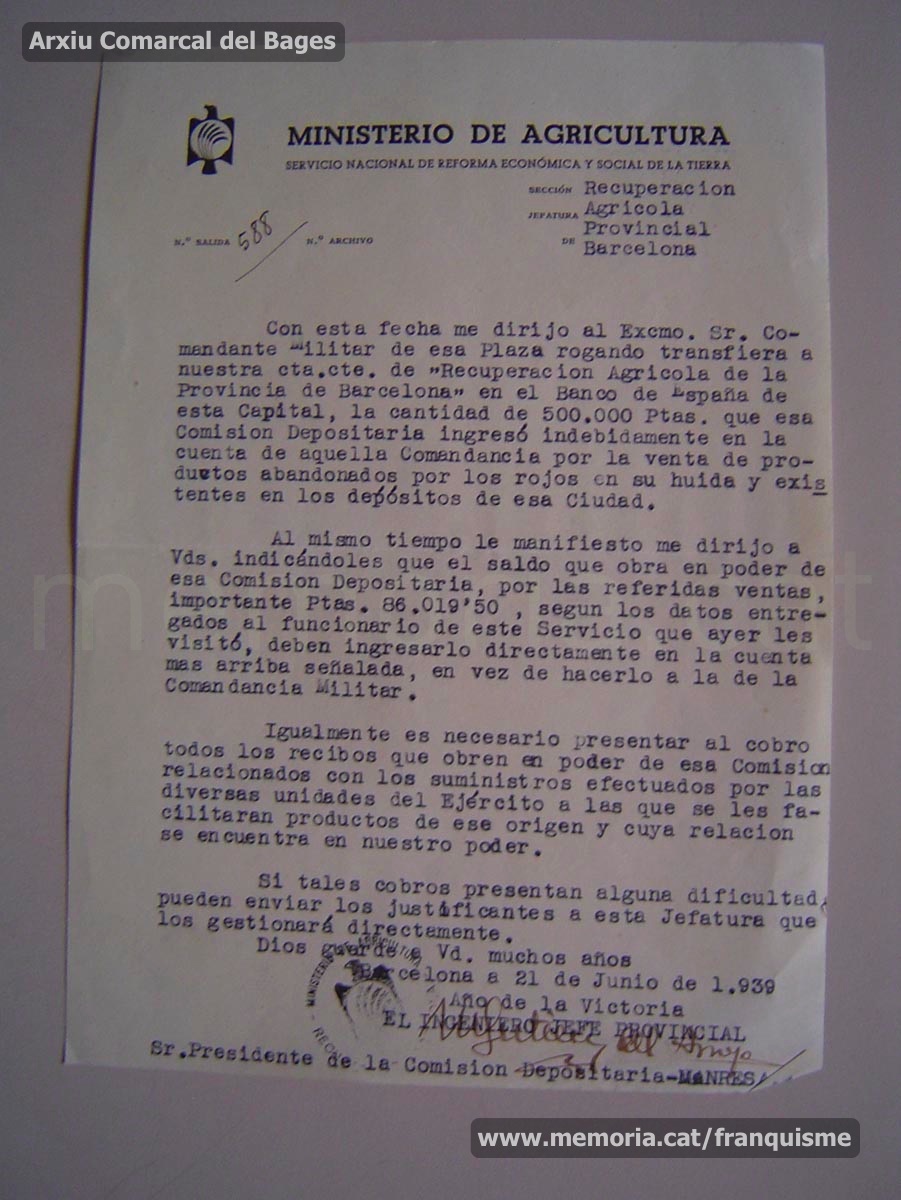 Arxiu Comarcal del Bages
MINISTERIO DE AGRICULTURA
SERVICIO NACIONAL DE REFORMA ECONÓMICA Y SOCIAL DE LA TIERRA
SECCIÓN Recuperacion
JEFATURA Agricola
Provincial
DE Barcelona
N.º SALIDA 588 N.º ARCHIVO
Con esta fecha me dirijo al Excmo. Sr. Co-
mandante Militar de esa Plaza rogando transfiera a
nuestra cta.cte. de "Recuperacion Agricola de la
Provincia de Barcelona" en el Banco de España de
esta Capital, la cantidad de 500.000 Ptas. que esa
Comision Depositaria ingresó indebidamente en la
cuenta de aquella Comandancia por la venta de pro-
ductos abandonados por los rojos en su huida y exis
tentes en los depósitos de esa Ciudad.
Al mismo tiempo le manifiesto me dirijo a
Vds. indicándoles que el saldo que obra en poder de
esa Comision Depositaria, por las referidas ventas,
importante Ptas. 86.019'50 , segun los datos entre-
gados al funcionario de este Servicio que ayer les
visitó, deben ingresarlo directamente en la cuenta
mas arriba señalada, en vez de hacerlo a la de la
Comandancia Militar.
Igualmente es necesario presentar al cobro
todos los recibos que obren en poder de esa Comision
relacionados con los suministros efectuados por las
diversas unidades del Ejército a las que se les fa-
cilitaran productos de ese origen y cuya relacion
se encuentra en nuestro poder.
Si tales cobros presentan alguna dificultad,
pueden enviar los justificantes a esta Jefatura que
los gestionará directamente.
Dios guarde a Vd. muchos años
Barcelona a 21 de Junio de 1.939
Año de la Victoria
EL INGENIERO JEFE PROVINCIAL
MINISTERIO DE AGRICULTURA
Sr.Presidente de la Comision Depositaria-MANRESA.
www.memoria.cat/franquisme